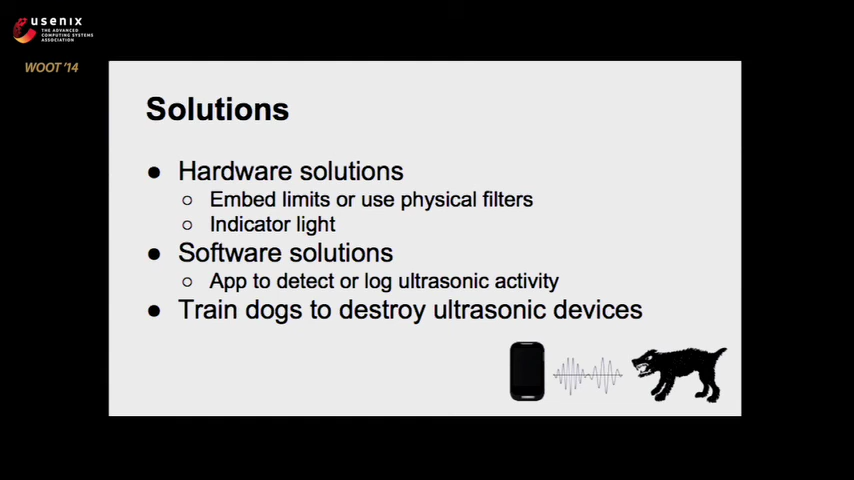 usenix
THE ADVANCED
COMPUTING SYSTEMS
ASSOCIATION
WOOT '14
Solutions
● Hardware solutions
○ Embed limits or use physical filters
○ Indicator light
● Software solutions
○ App to detect or log ultrasonic activity
● Train dogs to destroy ultrasonic devices